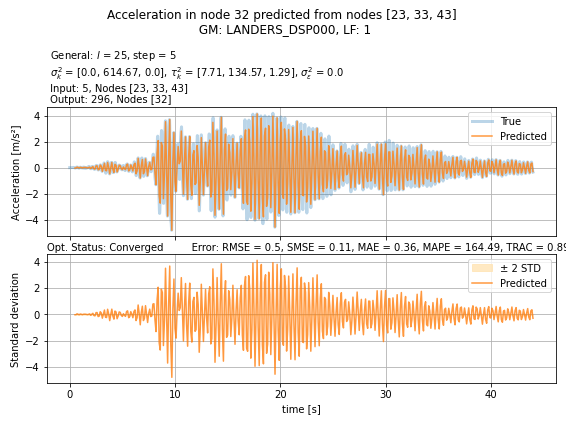 Acceleration in node 32 predicted from nodes [23, 33, 43]
GM: LANDERS_DSP000, LF: 1
General: l = 25, step = 5
σ²ₖ = [0.0, 614.67, 0.0], τ²ₖ = [7.71, 134.57, 1.29], σ²ₑ = 0.0
Input: 5, Nodes [23, 33, 43]
Output: 296, Nodes [32]
4
2
0
−2
−4
Acceleration [m/s²]
True
Predicted
Opt. Status: Converged Error: RMSE = 0.5, SMSE = 0.11, MAE = 0.36, MAPE = 164.49, TRAC = 0.89
4
2
0
−2
−4
Standard deviation
± 2 STD
Predicted
0 10 20 30 40
time [s]